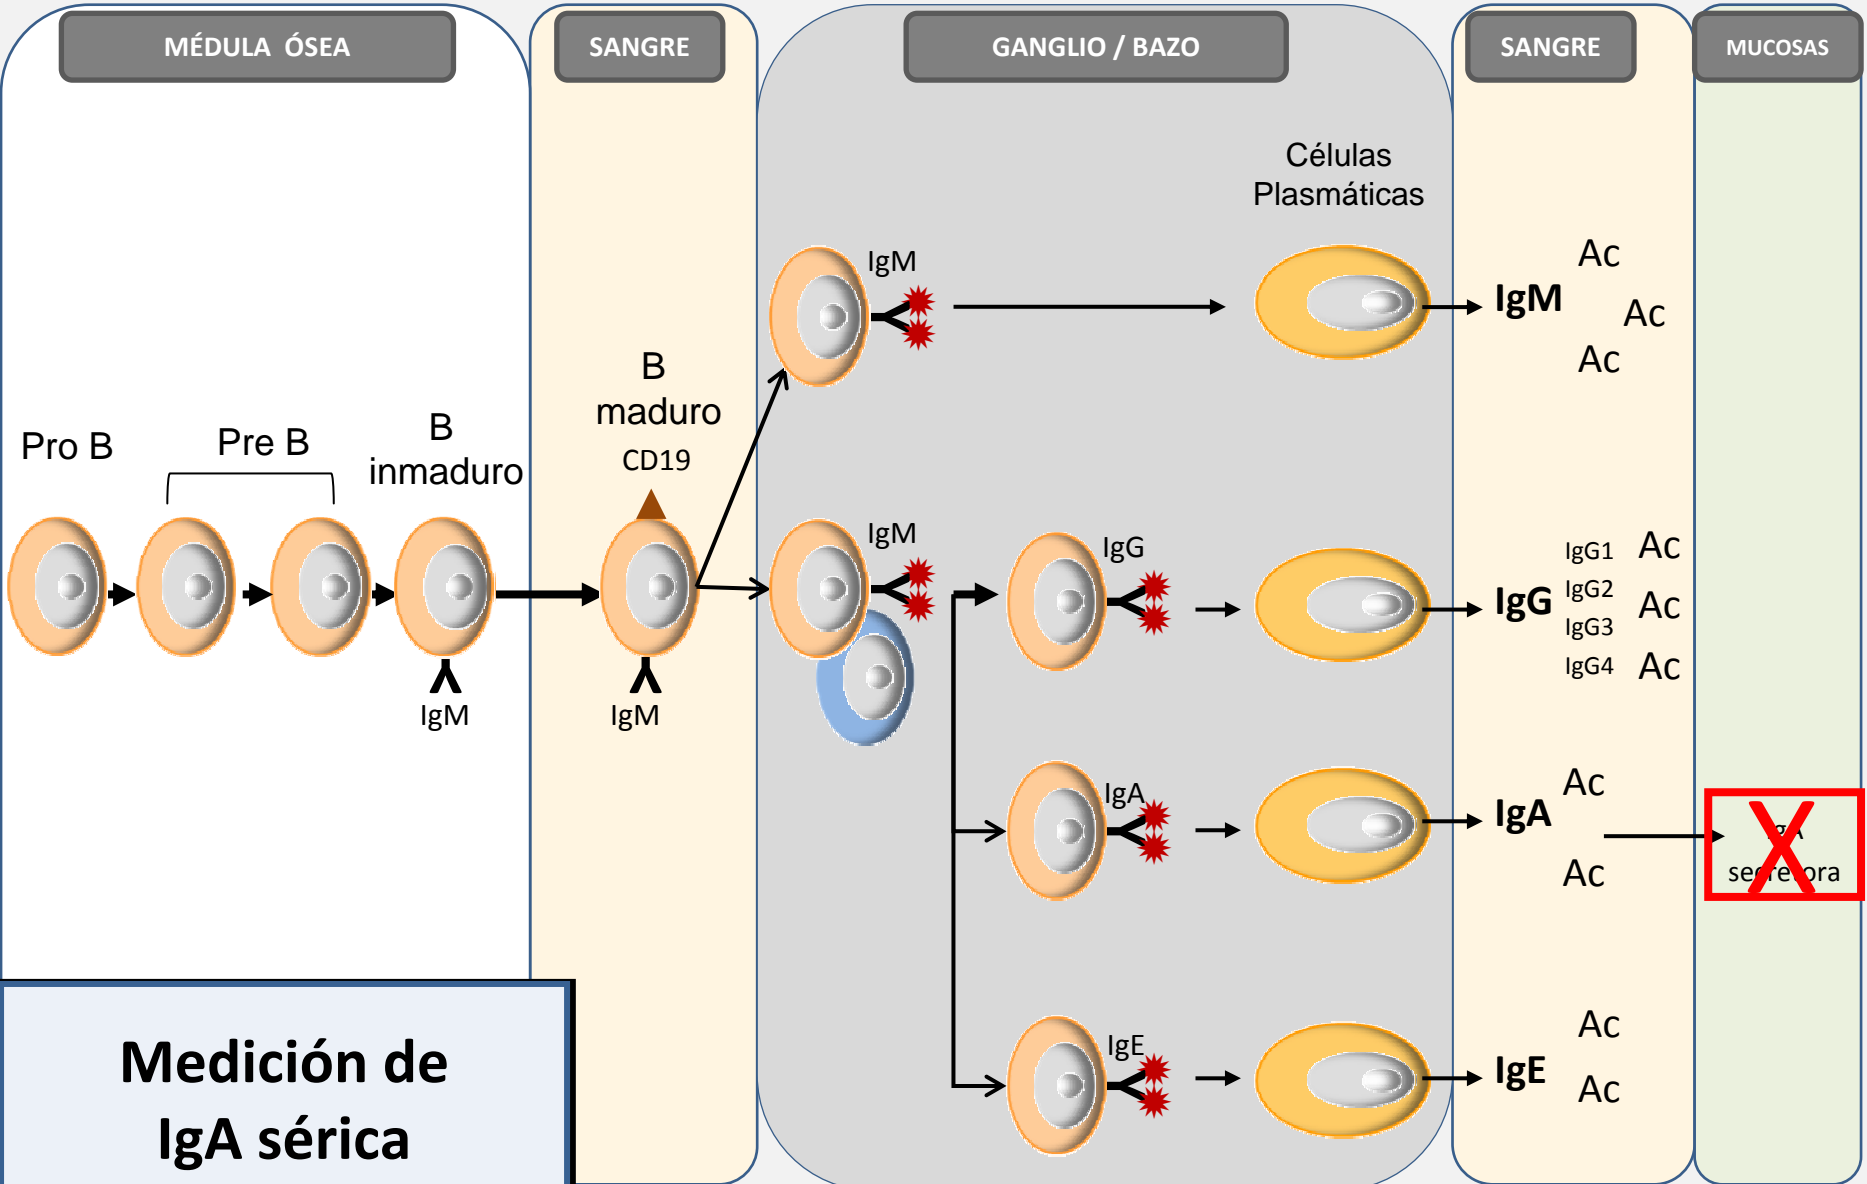 MÉDULA ÓSEA
SANGRE
GANGLIO / BAZO
SANGRE
MUCOSAS
Pro B
Pre B
B
inmaduro
IgM
B
maduro
CD19
IgM
IgM
Células
Plasmáticas
IgM
Ac
Ac
Ac
IgM
IgG
IgG
IgG1
IgG2
IgG3
IgG4
Ac
Ac
Ac
IgA
IgA
Ac
Ac
IgA
secretora
X
IgE
IgE
Ac
Ac
Medición de
IgA sérica